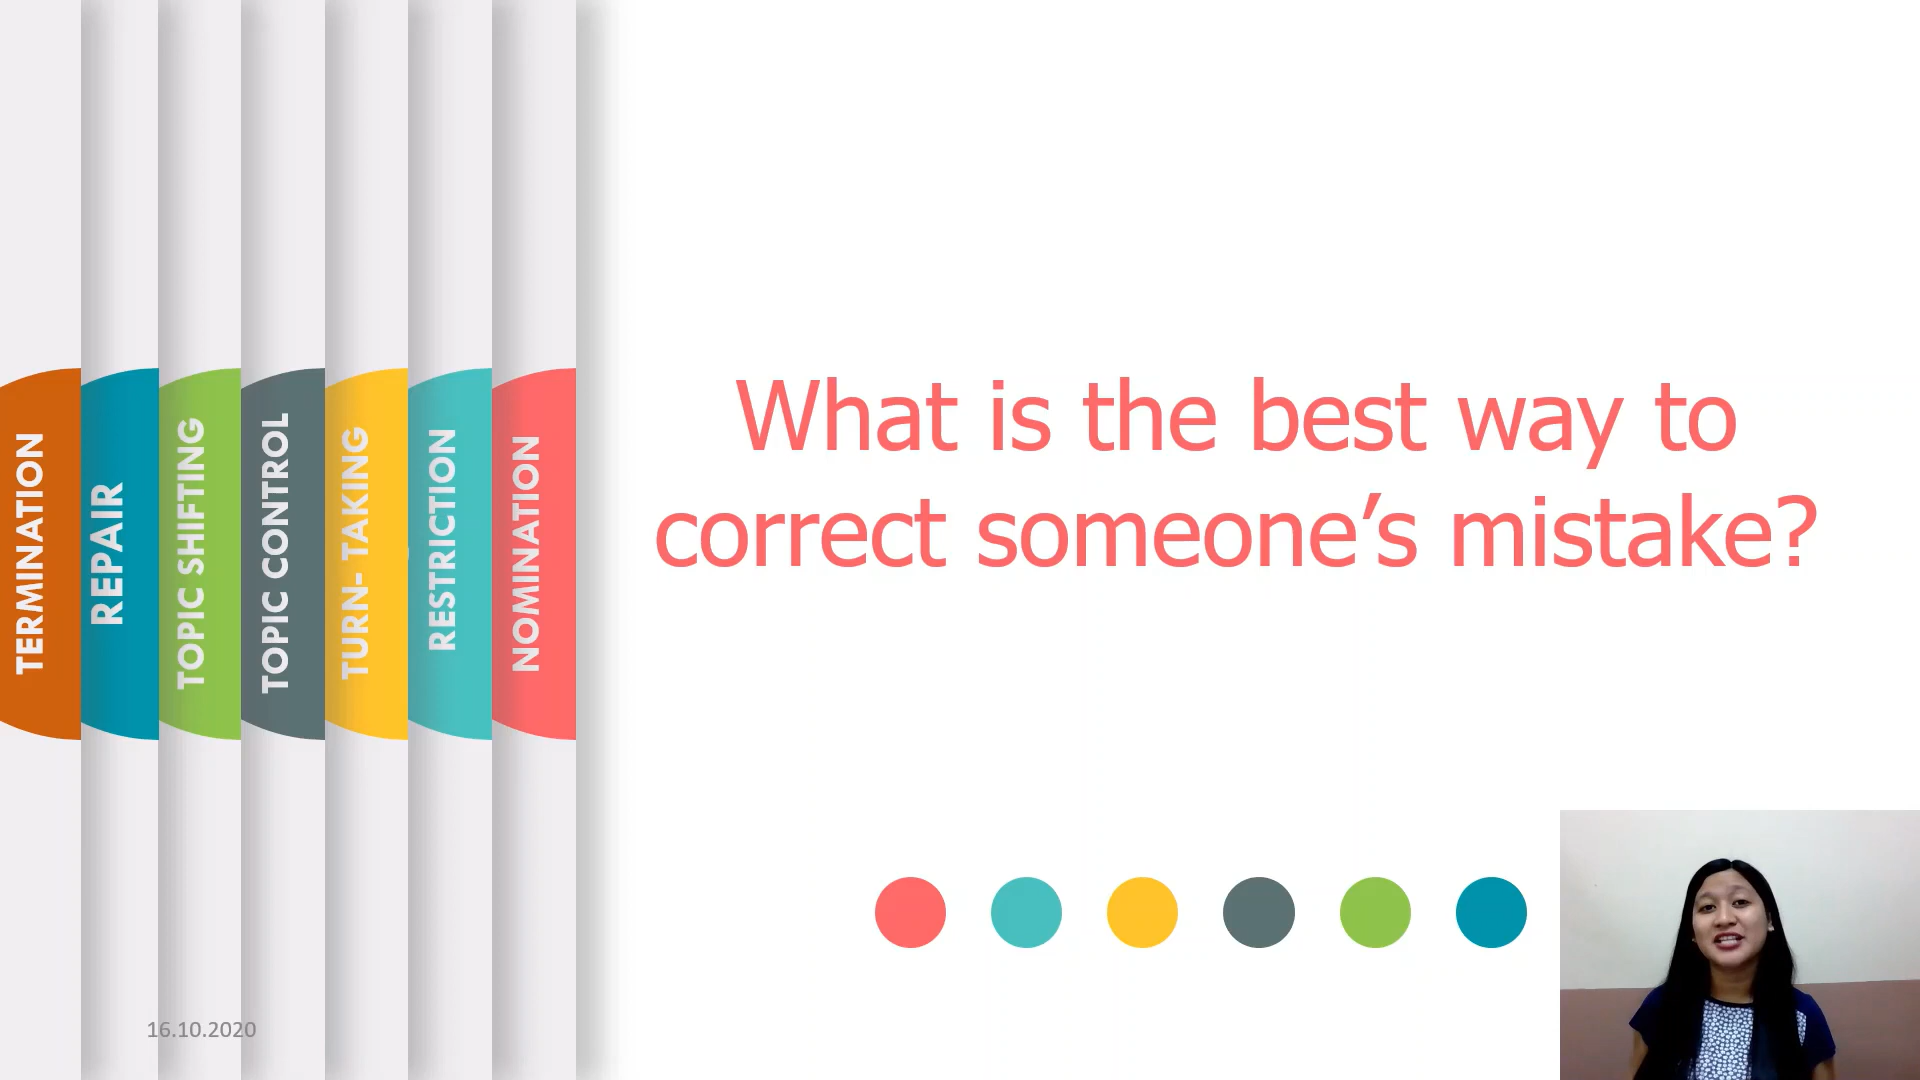 TERMINATION
REPAIR
TOPIC SHIFTING
TOPIC CONTROL
TURN- TAKING
RESTRICTION
NOMINATION
What is the best way to
correct someone’s mistake?
16.10.2020